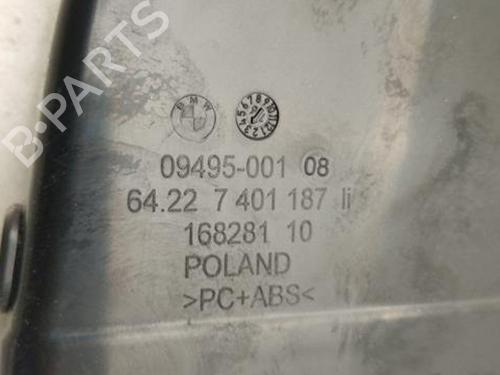 B-PARTS
BMW
09495-001 08
64.22 7 401 187 li
168281 10
POLAND
>PC+ABS<